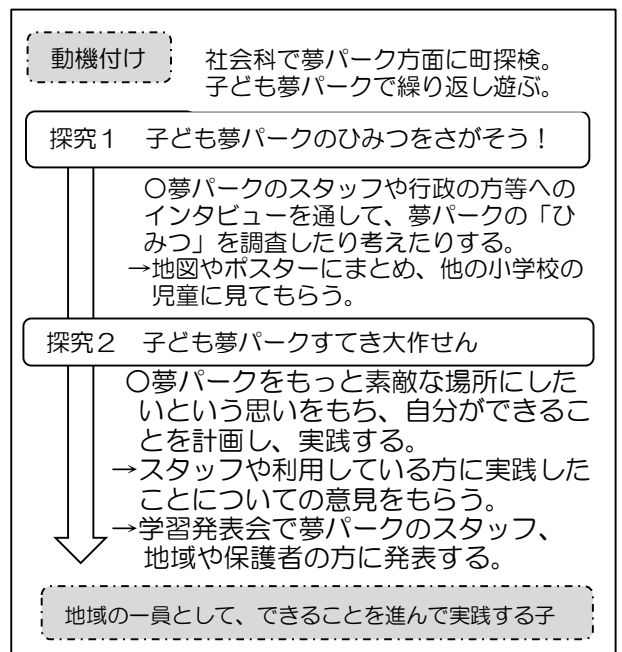 動機付け
社会科で夢パーク方面に町探検。
子ども夢パークで繰り返し遊ぶ。
探究1　子ども夢パークのひみつをさがそう！
○夢パークのスタッフや行政の方等への
インタビューを通して、夢パークの「ひ
みつ」を調査したり考えたりする。
→地図やポスターにまとめ、他の小学校の
児童に見てもらう。
探究2　子ども夢パークすてき大作せん
○夢パークをもっと素敵な場所にした
いという思いをもち、自分ができるこ
とを計画し、実践する。
→スタッフや利用している方に実践した
ことについての意見をもらう。
→学習発表会で夢パークのスタッフ、
地域や保護者の方に発表する。
地域の一員として、できることを進んで実践する子